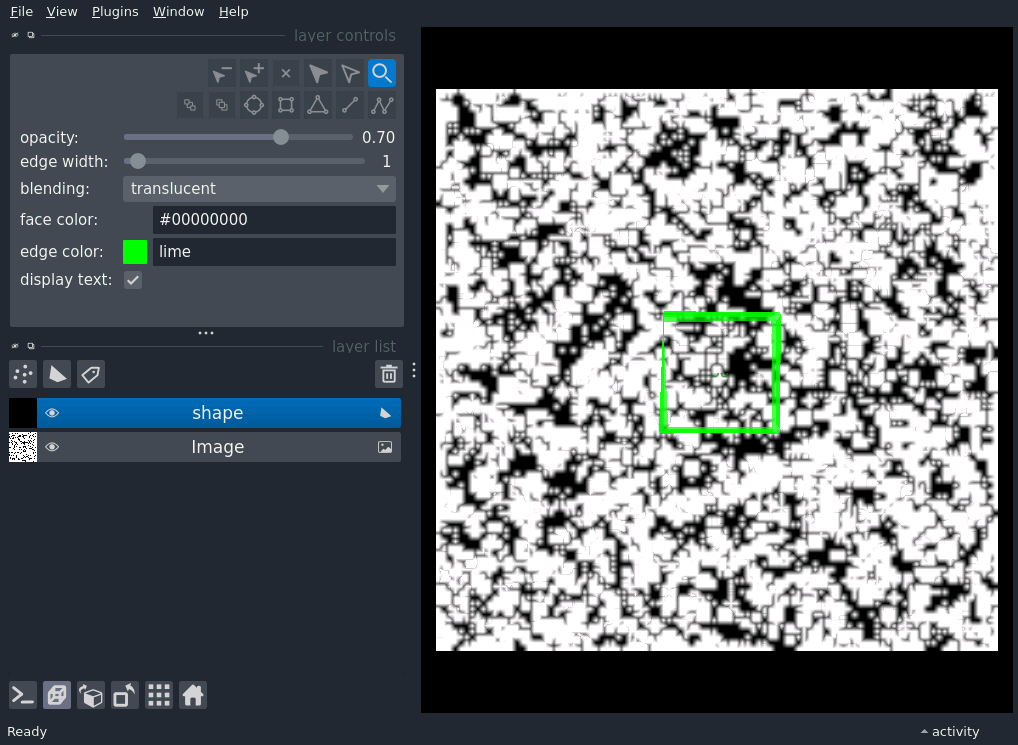 File View Plugins Window Help
layer controls
opacity: 0.70
edge width: 1
blending: translucent
face color: #00000000
edge color: lime
display text:
layer list
shape
Image
Ready activity